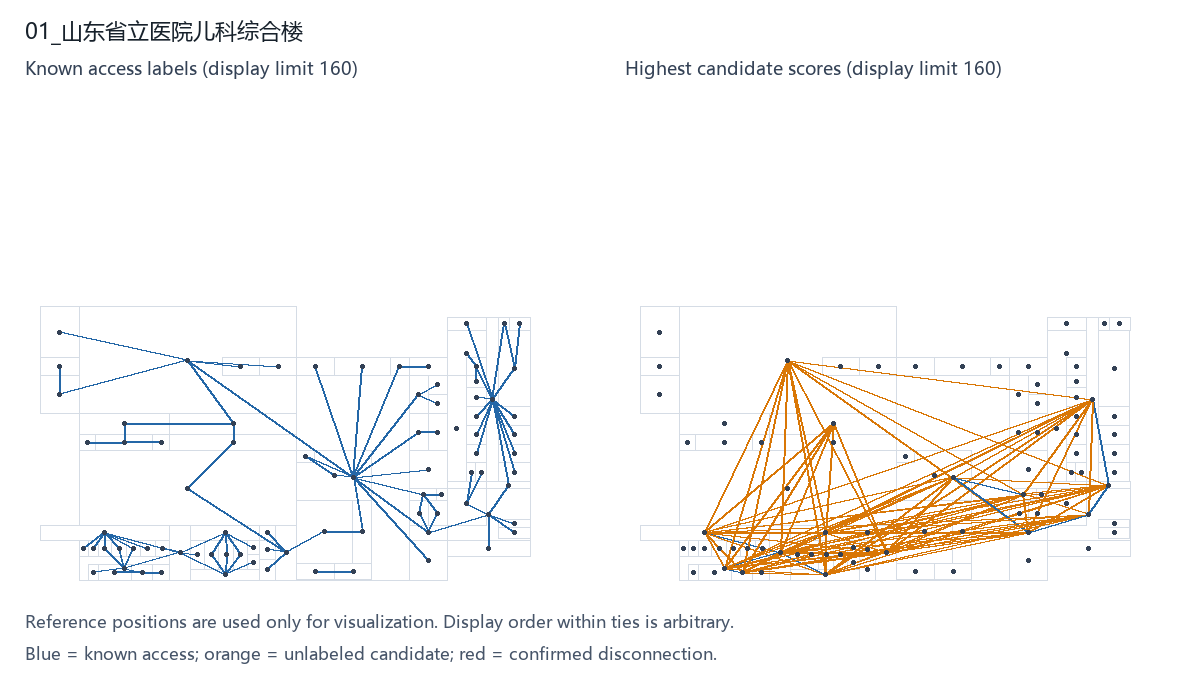 01_山东省立医院儿科综合楼
Known access labels (display limit 160)
Highest candidate scores (display limit 160)
Reference positions are used only for visualization. Display order within ties is arbitrary.
Blue = known access; orange = unlabeled candidate; red = confirmed disconnection.